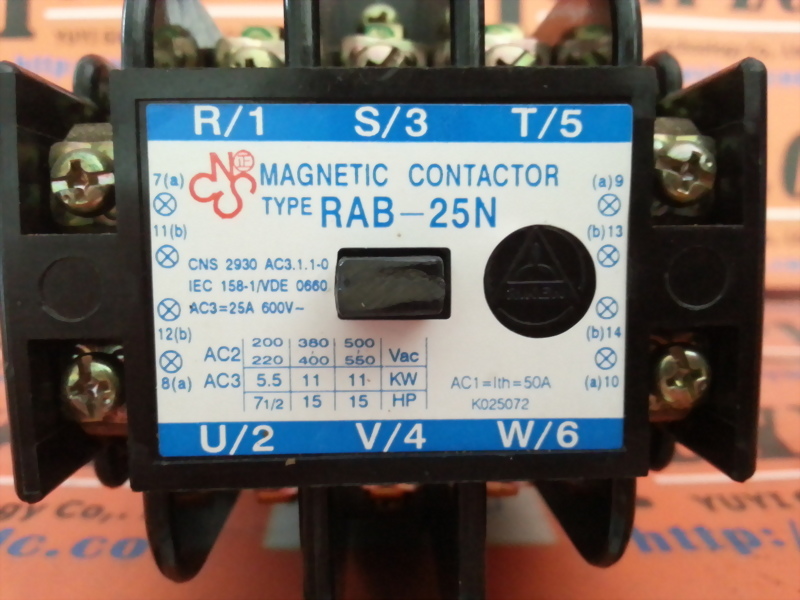 R/1 S/3 T/5
CNS MAGNETIC CONTACTOR
TYPE RAB-25N
7(a) (a)9
11(b) (b)13
CNS 2930 AC3.1.1-0
IEC 158-1/VDE 0660
AC3=25A 600V~
12(b) (b)14
8(a) (a)10
200 380 500
AC2 220 400 550 Vac
AC3 5.5 11 11 KW
7 1/2 15 15 HP
AC1=Ith=50A
K025072
U/2 V/4 W/6